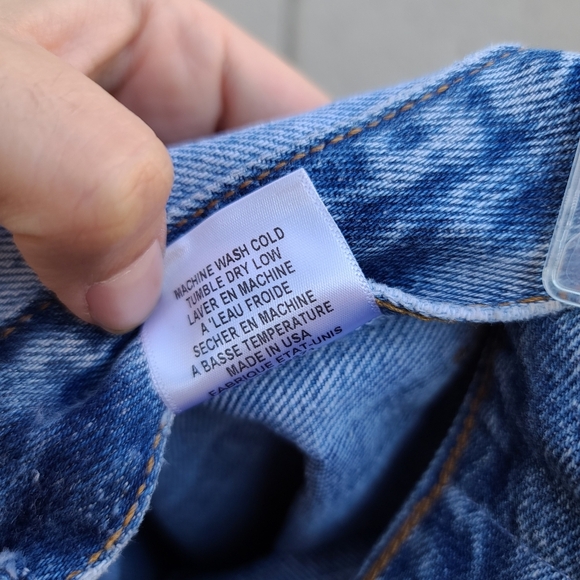 MACHINE WASH COLD
TUMBLE DRY LOW
LAVER EN MACHINE
A 'LEAU FROIDE
SECHER EN MACHINE
A BASSE TEMPERATURE
MADE IN USA
FABRIQUE ETAT-UNIS